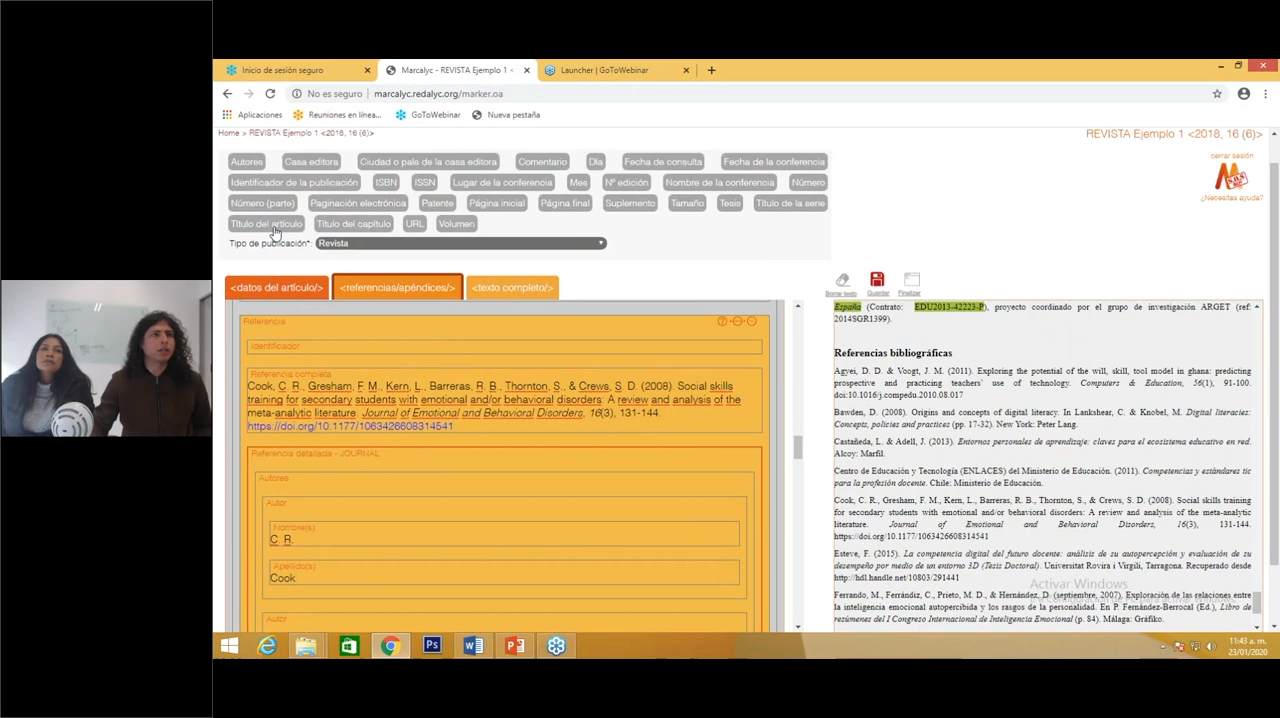 Inicio de sesión seguro
Marcalyc - REVISTA Ejemplo 1 <
Launcher | GoToWebinar
No es seguro
marcalyc.redalyc.org/marker.oa
Aplicaciones
Reuniones en línea...
GoToWebinar
Nueva pestaña
Home > REVISTA Ejemplo 1 <2018, 16 (6)>
REVISTA Ejemplo 1 <2018, 16 (6)>
cerrar sesión
¿Necesitas ayuda?
Autores Casa editora Ciudad o país de la casa editora Comentario Día Fecha de consulta Fecha de la conferencia
Identificador de la publicación ISBN ISSN Lugar de la conferencia Mes Nº edición Nombre de la conferencia Número
Número (parte) Paginación electrónica Patente Página inicial Página final Suplemento Tamaño Tesis Título de la serie
Título del artículo Título del capítulo URL Volumen
Tipo de publicación*: Revista
<datos del artículo/> <referencias/apéndices/> <texto completo/>
Borrar texto Guardar Finalizar
Referencia
Identificador
Referencia completa
Cook, C. R., Gresham, F. M., Kern, L., Barreras, R. B., Thornton, S., & Crews, S. D. (2008). Social skills
training for secondary students with emotional and/or behavioral disorders: A review and analysis of the
meta-analytic literature. Journal of Emotional and Behavioral Disorders, 16(3), 131-144.
https://doi.org/10.1177/1063426608314541
Referencia detallada - JOURNAL
Autores
Autor
Nombre(s)
C. R.
Apellido(s)
Cook
Autor
España (Contrato: EDU2013-42223-P), proyecto coordinado por el grupo de investigación ARGET (ref:
2014SGR1399).
Referencias bibliográficas
Agyei, D. D. & Voogt, J. M. (2011). Exploring the potential of the will, skill, tool model in ghana: predicting
prospective and practicing teachers' use of technology. Computers & Education, 56(1), 91-100.
doi:10.1016/j.compedu.2010.08.017
Bawden, D. (2008). Origins and concepts of digital literacy. In Lankshear, C. & Knobel, M. Digital literacies:
Concepts, policies and practices (pp. 17-32). New York: Peter Lang.
Castañeda, L. & Adell, J. (2013). Entornos personales de aprendizaje: claves para el ecosistema educativo en red.
Alcoy: Marfil.
Centro de Educación y Tecnología (ENLACES) del Ministerio de Educación. (2011). Competencias y estándares tic
para la profesión docente. Chile: Ministerio de Educación.
Cook, C. R., Gresham, F. M., Kern, L., Barreras, R. B., Thornton, S., & Crews, S. D. (2008). Social skills training
for secondary students with emotional and/or behavioral disorders: A review and analysis of the meta-analytic
literature. Journal of Emotional and Behavioral Disorders, 16(3), 131-144.
https://doi.org/10.1177/1063426608314541
Esteve, F. (2015). La competencia digital del futuro docente: análisis de su autopercepción y evaluación de su
desempeño por medio de un entorno 3D (Tesis Doctoral). Universitat Rovira i Virgili, Tarragona. Recuperado desde
http://hdl.handle.net/10803/291441
Activar Windows
Ferrando, M., Ferrándiz, C., Prieto, M. D., & Hernández, D. (septiembre, 2007). Exploración de las relaciones entre
la inteligencia emocional autopercibida y los rasgos de la personalidad. En P. Fernández-Berrocal (Ed.), Libro de
resúmenes del I Congreso Internacional de Inteligencia Emocional (p. 84). Málaga: Gráfiko.
11:43 a. m.
23/01/2020